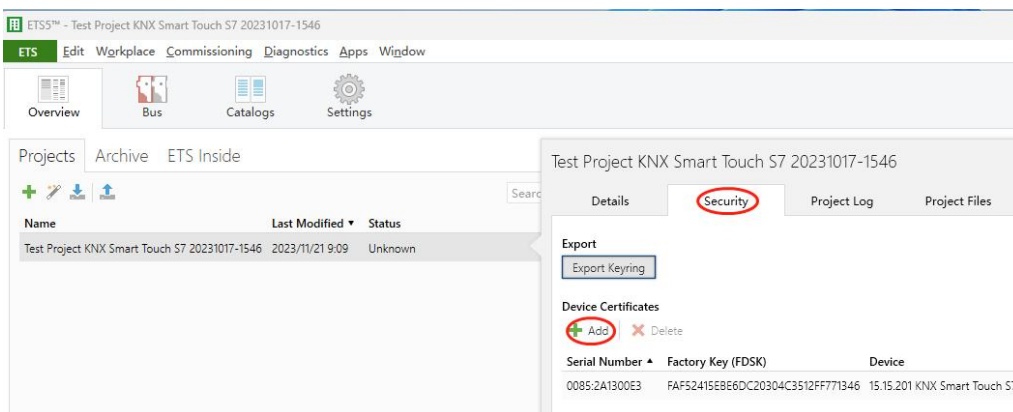 ETS5™ - Test Project KNX Smart Touch S7 20231017-1546
ETS Edit Workplace Commissioning Diagnostics Apps Window
Overview Bus Catalogs Settings
Projects Archive ETS Inside
Searc
Name Last Modified ▼ Status
Test Project KNX Smart Touch S7 20231017-1546 2023/11/21 9:09 Unknown
Test Project KNX Smart Touch S7 20231017-1546
Details Security Project Log Project Files
Export
Export Keyring
Device Certificates
Add Delete
Serial Number ▲ Factory Key (FDSK) Device
0085:2A1300E3 FAF52415EBE6DC20304C3512FF771346 15.15.201 KNX Smart Touch S